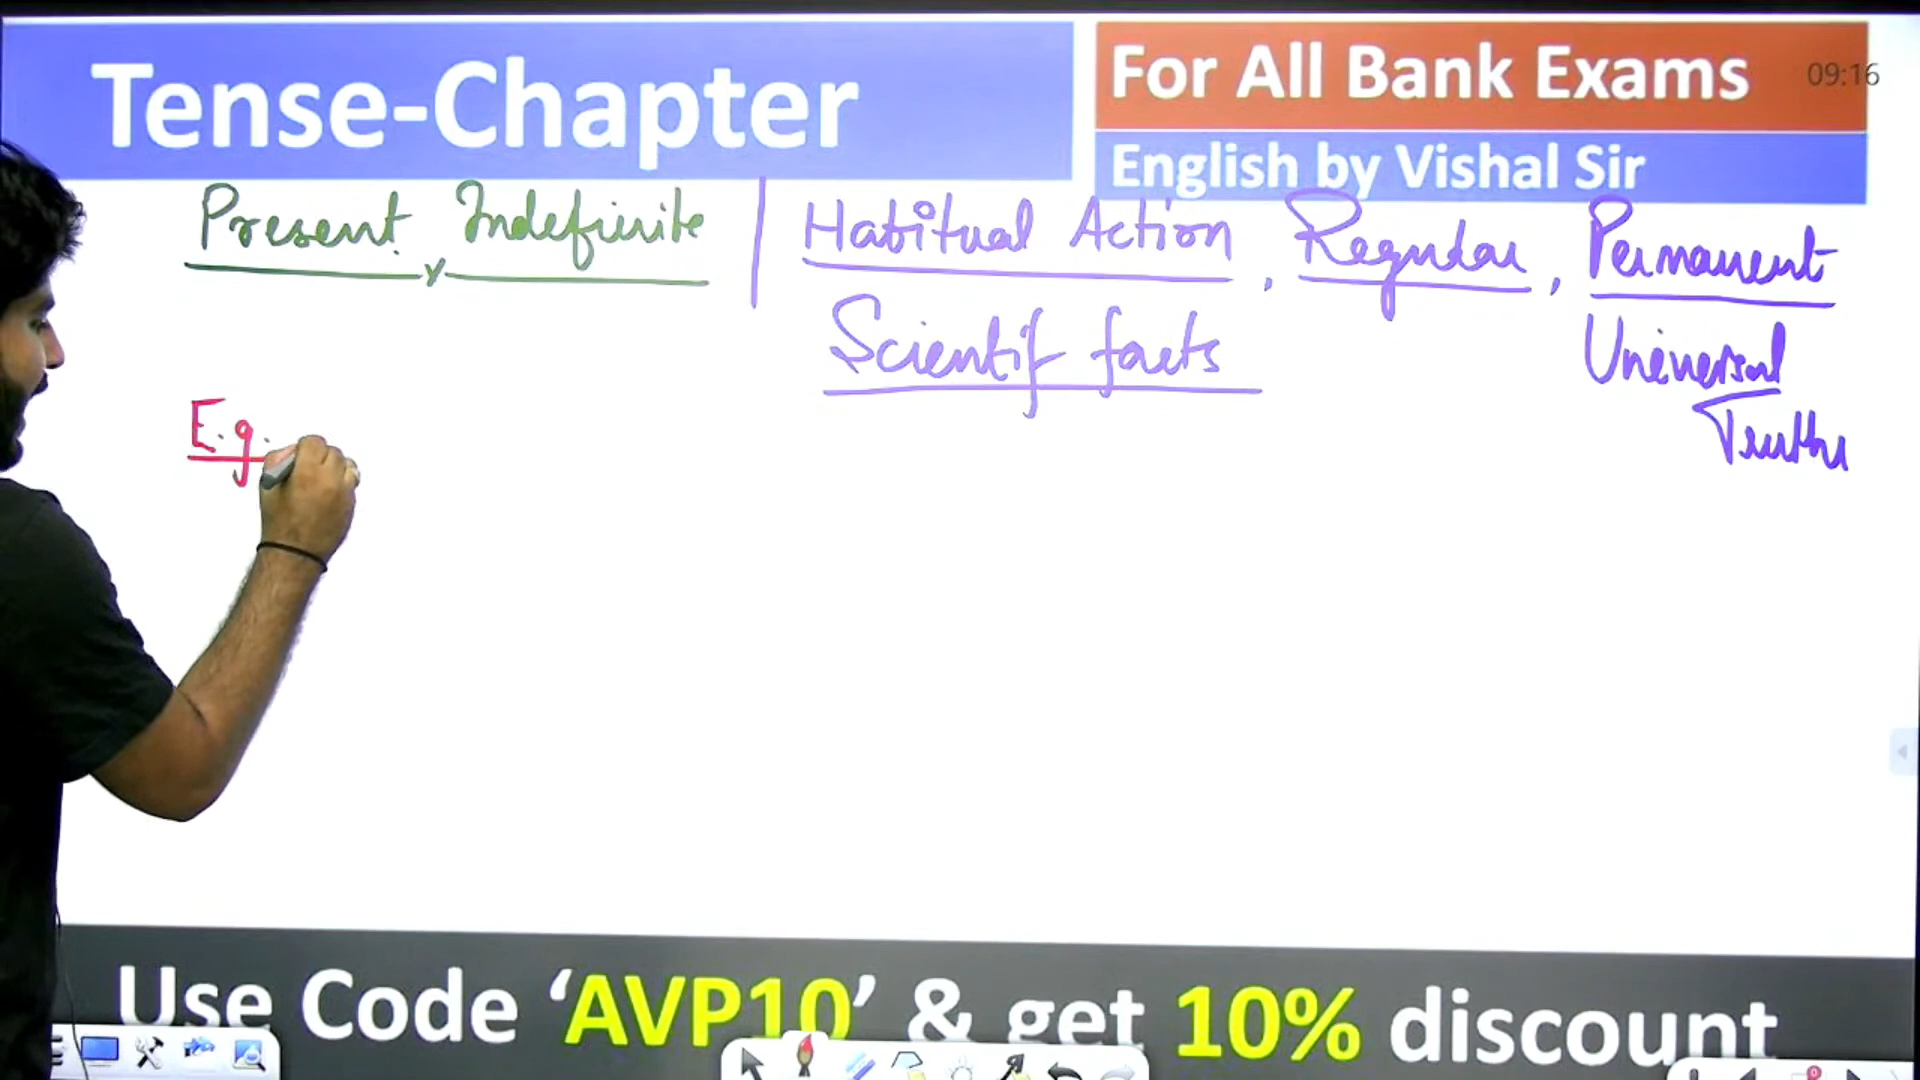 Tense-Chapter
For All Bank Exams
09:16
English by Vishal Sir
Present Indefinite
Habitual Action, Regular, Permanent
Scientif facts
Universal
Truths
E.g.
Use Code ‘AVP10’ & get 10% discount
0